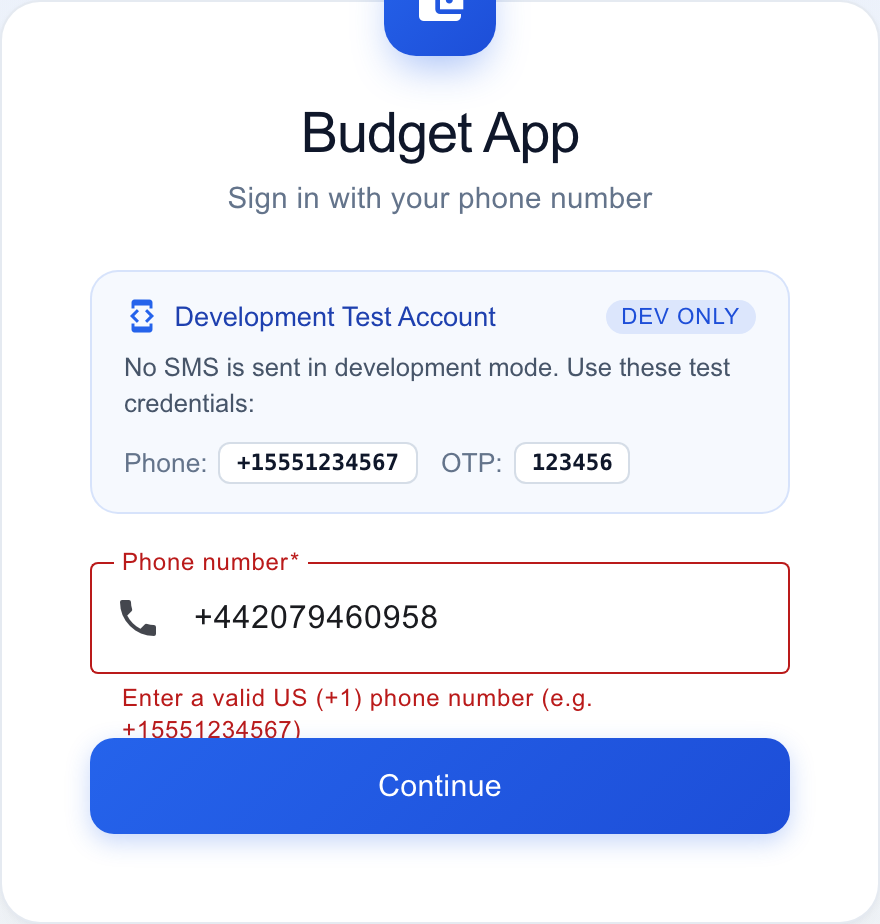 Budget App
Sign in with your phone number
Development Test Account DEV ONLY
No SMS is sent in development mode. Use these test
credentials:
Phone: +15551234567 OTP: 123456
Phone number*
+442079460958
Enter a valid US (+1) phone number (e.g.
+15551234567)
Continue